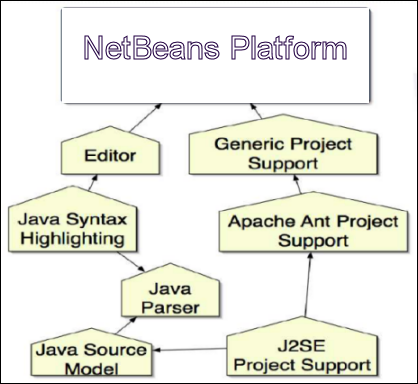 NetBeans Platform
Editor
Generic Project
Support
Java Syntax
Highlighting
Apache Ant Project
Support
Java
Parser
Java Source
Model
J2SE
Project Support